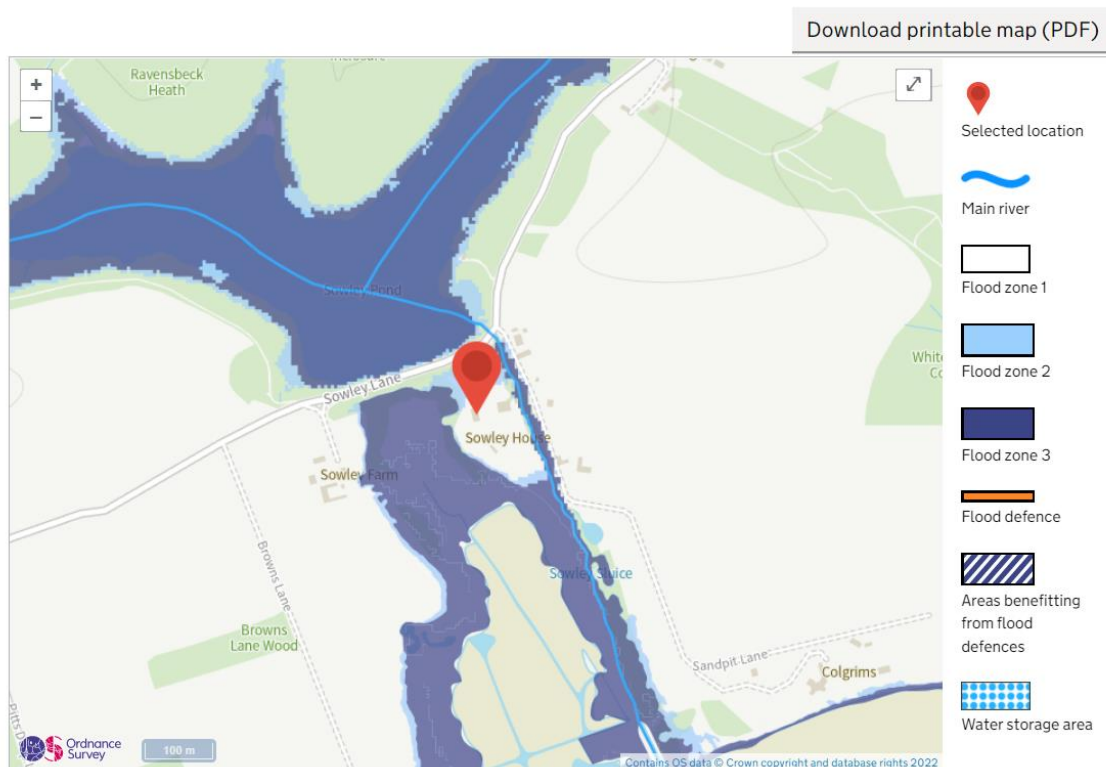 Download printable map (PDF)
+
−
Ravensbeck
Heath
Sowley Pond
Sowley Lane
Sowley House
Sowley Farm
Browns Lane
Sowley Sluice
Browns
Lane Wood
Sandpit Lane
Colgrims
White
Co
Pitts D
Ordnance
Survey
100 m
Contains OS data © Crown copyright and database rights 2022
Selected location
Main river
Flood zone 1
Flood zone 2
Flood zone 3
Flood defence
Areas benefitting
from flood
defences
Water storage area